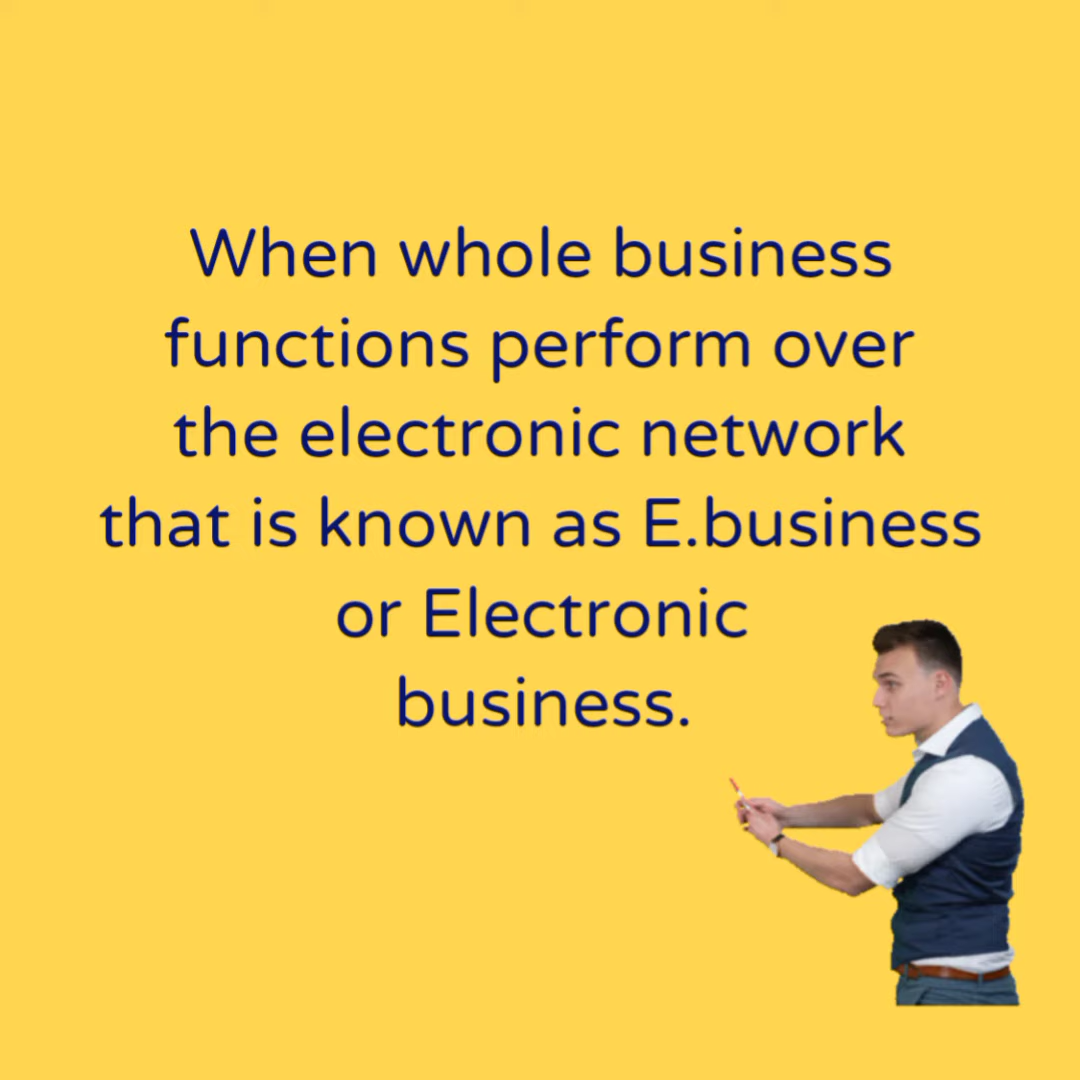 When whole business
functions perform over
the electronic network
that is known as E.business
or Electronic
business.